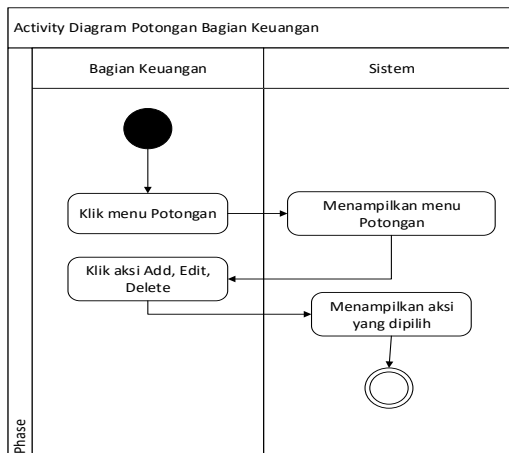 Activity Diagram Potongan Bagian Keuangan
Bagian Keuangan
Sistem
Klik menu Potongan
Menampilkan menu
Potongan
Klik aksi Add, Edit,
Delete
Menampilkan aksi
yang dipilih
Phase